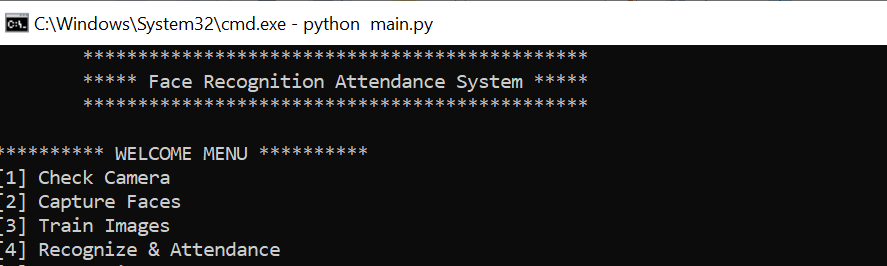 C:\Windows\System32\cmd.exe - python  main.py
**********************************************
***** Face Recognition Attendance System *****
**********************************************
********** WELCOME MENU **********
[1] Check Camera
[2] Capture Faces
[3] Train Images
[4] Recognize & Attendance